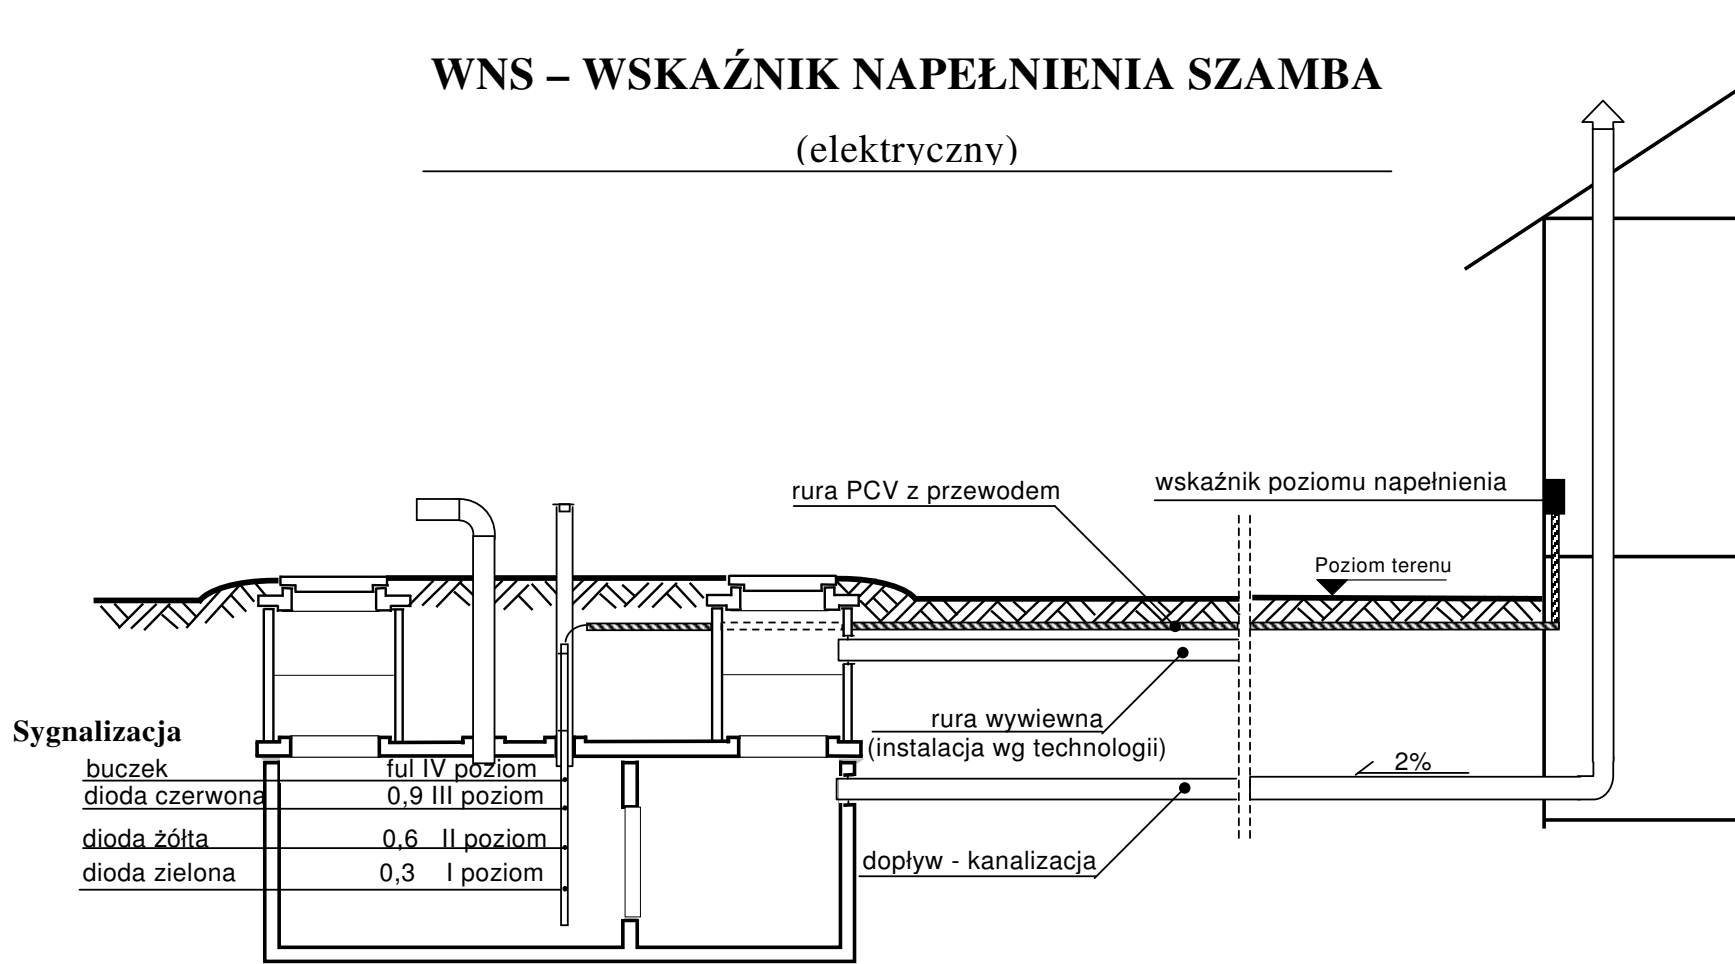 WNS – WSKAŹNIK NAPEŁNIENIA SZAMBA
(elektryczny)
rura PCV z przewodem
wskaźnik poziomu napełnienia
Poziom terenu
rura wywiewna
(instalacja wg technologii)
2%
dopływ - kanalizacja
Sygnalizacja
buczek ful IV poziom
dioda czerwona 0,9 III poziom
dioda żółta 0,6 II poziom
dioda zielona 0,3 I poziom